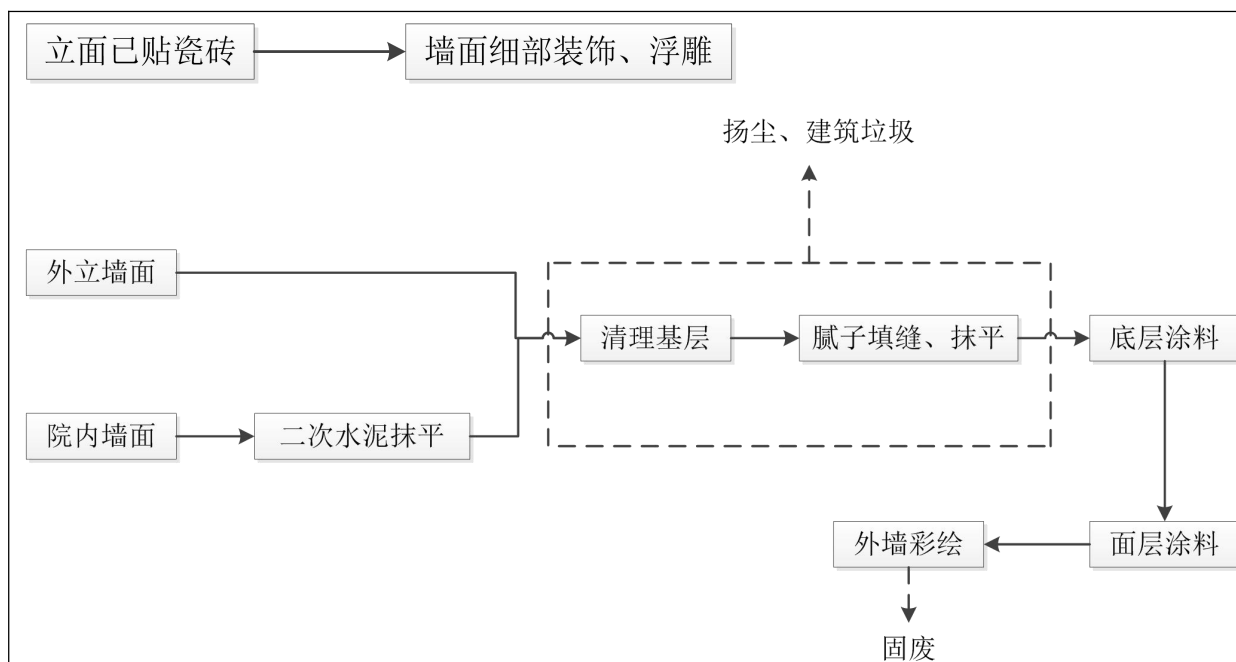 立面已贴瓷砖
墙面细部装饰、浮雕
扬尘、建筑垃圾
外立墙面
清理基层
腻子填缝、抹平
底层涂料
院内墙面
二次水泥抹平
外墙彩绘
面层涂料
固废